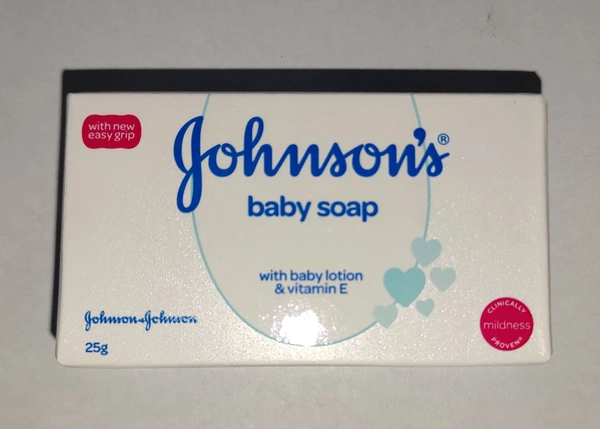 with new
easy grip
Johnson's®
baby soap
with baby lotion
& vitamin E
Johnson & Johnson
25g
CLINICALLY
mildness
PROVEN*